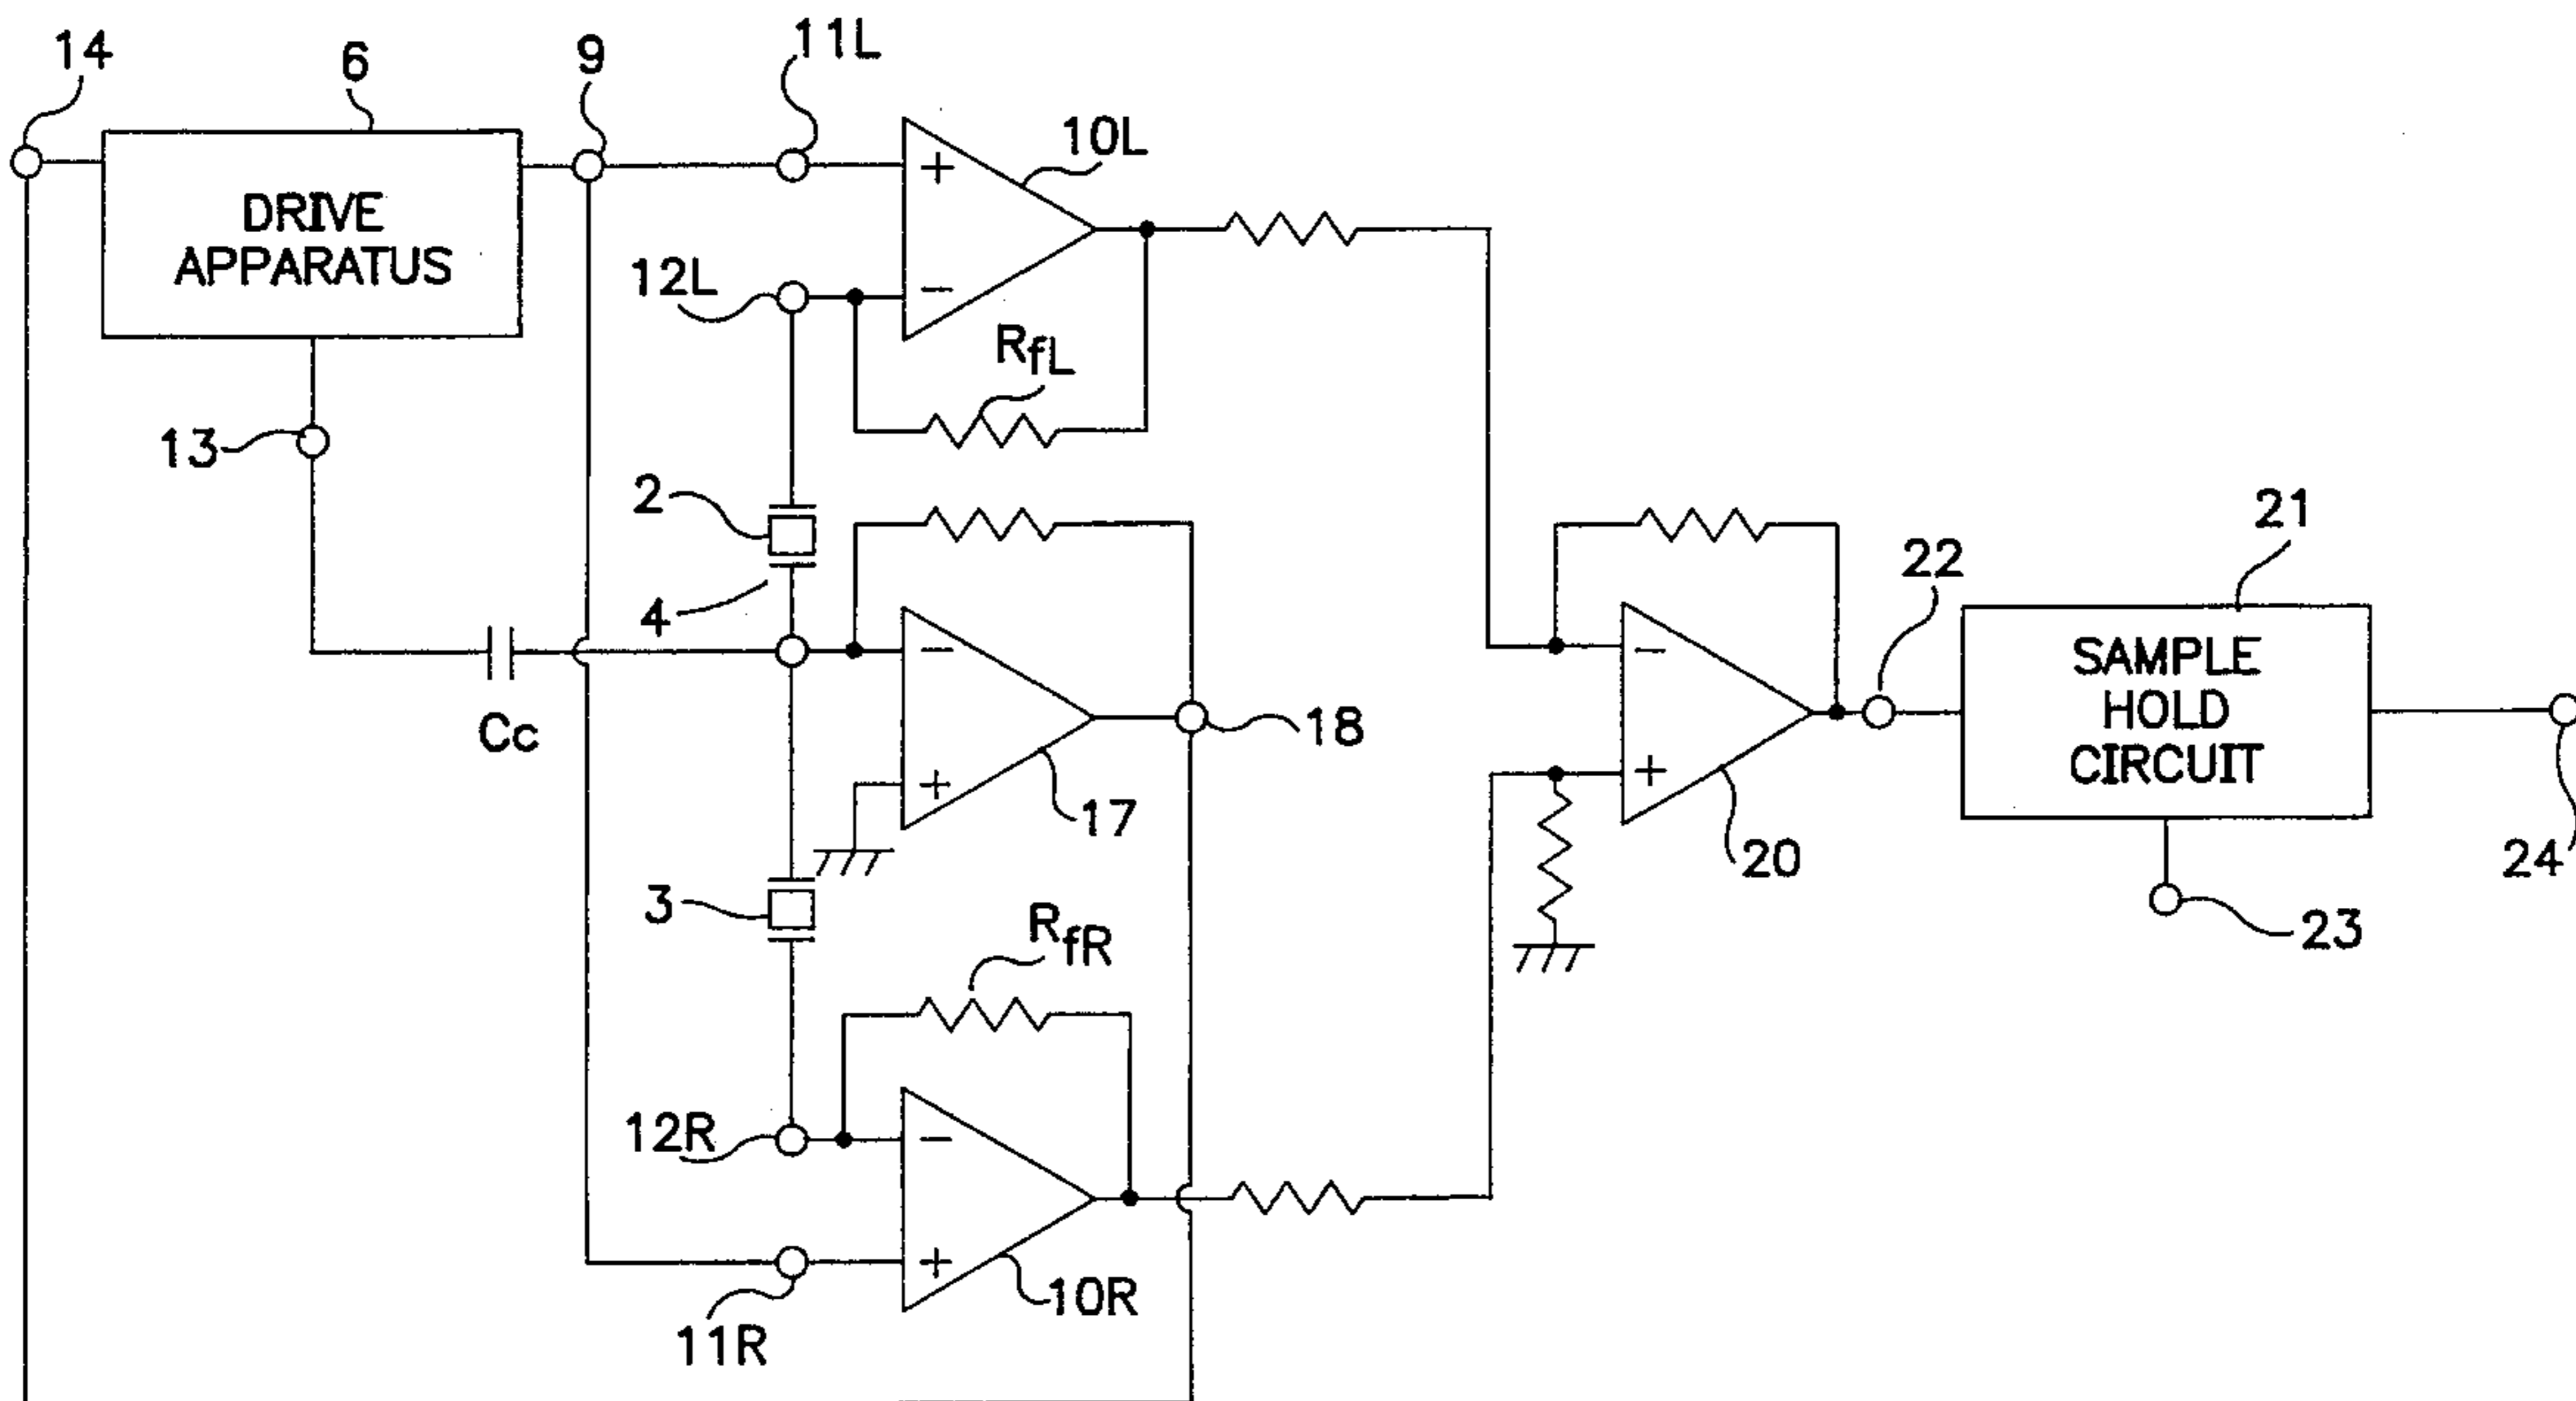 14
6
9
11L
DRIVE
APPARATUS
+
10L
12L
−
RfL
13
2
4
Cc
−
+
18
17
3
RfR
12R
−
+
10R
11R
22
21
−
+
20
SAMPLE
HOLD
CIRCUIT
24
23